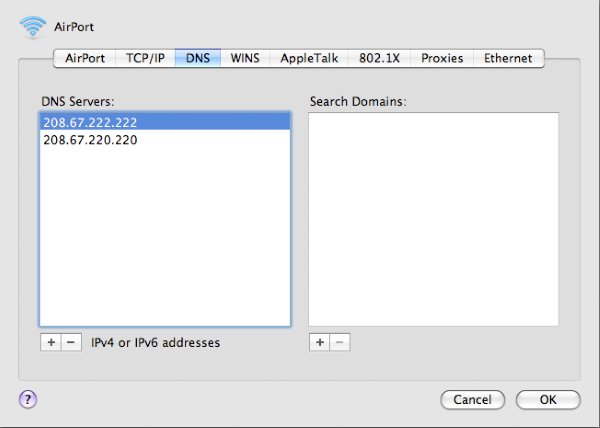 AirPort
AirPort TCP/IP DNS WINS AppleTalk 802.1X Proxies Ethernet
DNS Servers:
208.67.222.222
208.67.220.220
+ − IPv4 or IPv6 addresses
Search Domains:
+ −
? Cancel OK